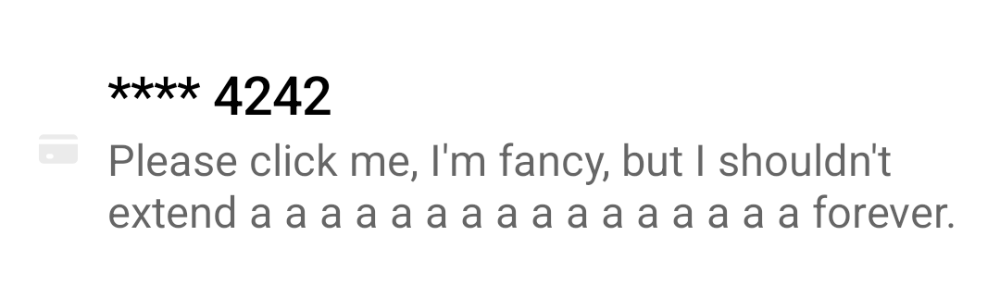 **** 4242
Please click me, I'm fancy, but I shouldn't
extend a a a a a a a a a a a a a a a a forever.